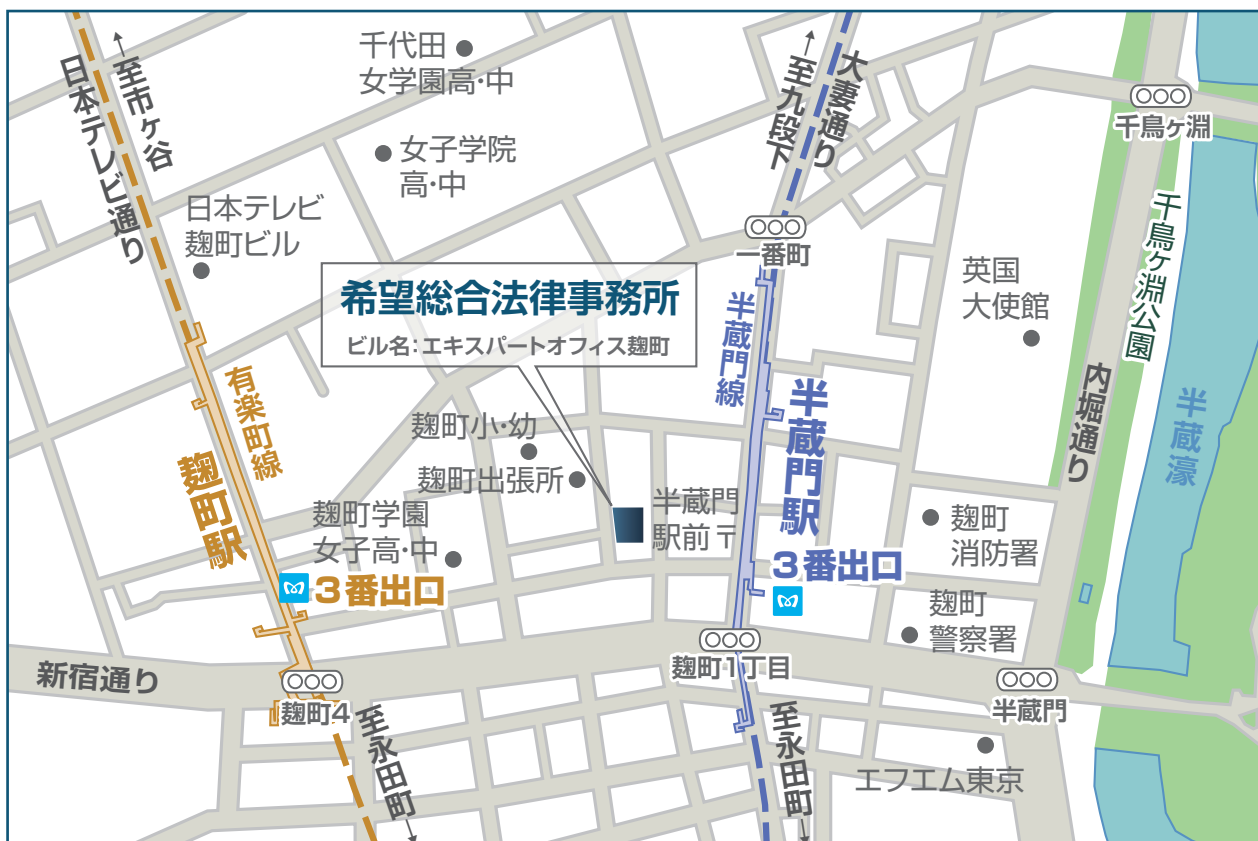 至市ヶ谷
日本テレビ通り
千代田
女学園高・中
女子学院
高・中
日本テレビ
麹町ビル
大妻通り
至九段下
千鳥ヶ淵
一番町
千鳥ヶ淵公園
英国
大使館
希望総合法律事務所
ビル名：エキスパートオフィス麹町
半蔵門線
有楽町線
内堀通り
半蔵濠
麹町駅
半蔵門駅
麹町小・幼
麹町出張所
半蔵門
駅前〒
麹町学園
女子高・中
麹町
消防署
3番出口
3番出口
麹町
警察署
新宿通り
麹町1丁目
麹町4
半蔵門
至永田町
至永田町
エフエム東京